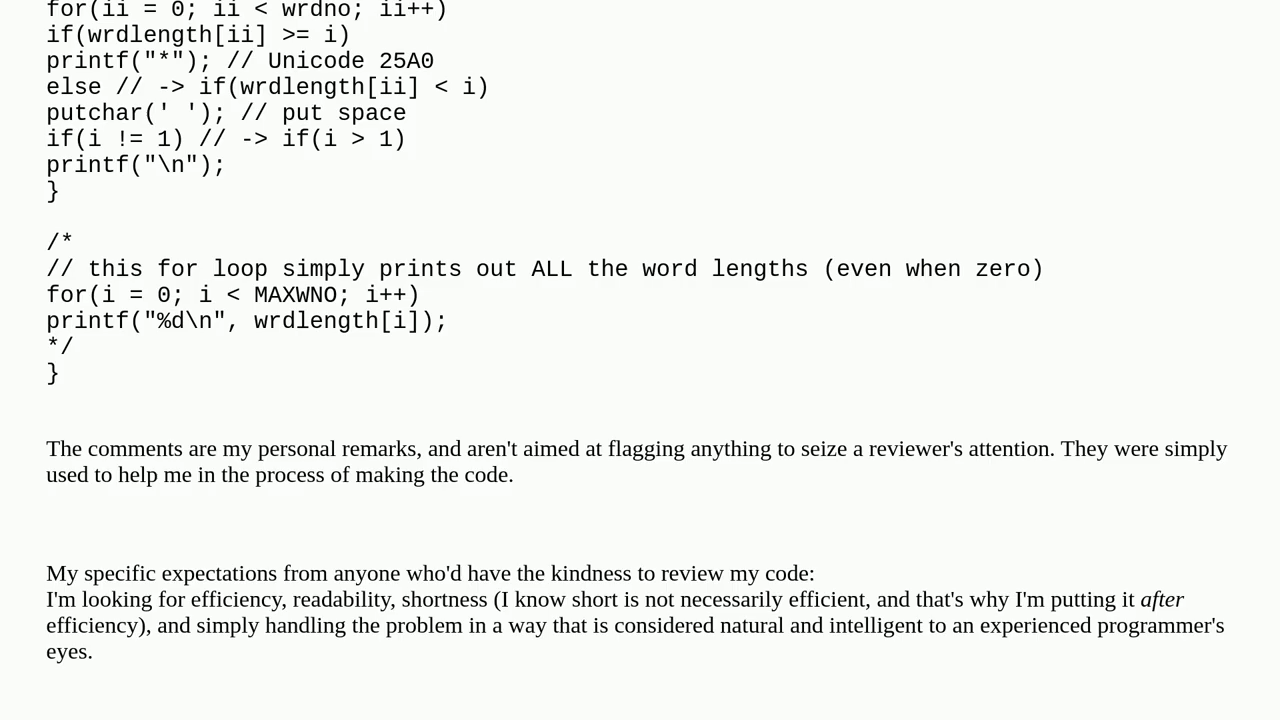 for(ii = 0; ii < wrdno; ii++)
if(wrdlength[ii] >= i)
printf("*"); // Unicode 25A0
else // -> if(wrdlength[ii] < i)
putchar(' '); // put space
if(i != 1) // -> if(i > 1)
printf("\n");
}
/*
// this for loop simply prints out ALL the word lengths (even when zero)
for(i = 0; i < MAXWNO; i++)
printf("%d\n", wrdlength[i]);
*/
}
The comments are my personal remarks, and aren't aimed at flagging anything to seize a reviewer's attention. They were simply
used to help me in the process of making the code.
My specific expectations from anyone who'd have the kindness to review my code:
I'm looking for efficiency, readability, shortness (I know short is not necessarily efficient, and that's why I'm putting it after
efficiency), and simply handling the problem in a way that is considered natural and intelligent to an experienced programmer's
eyes.